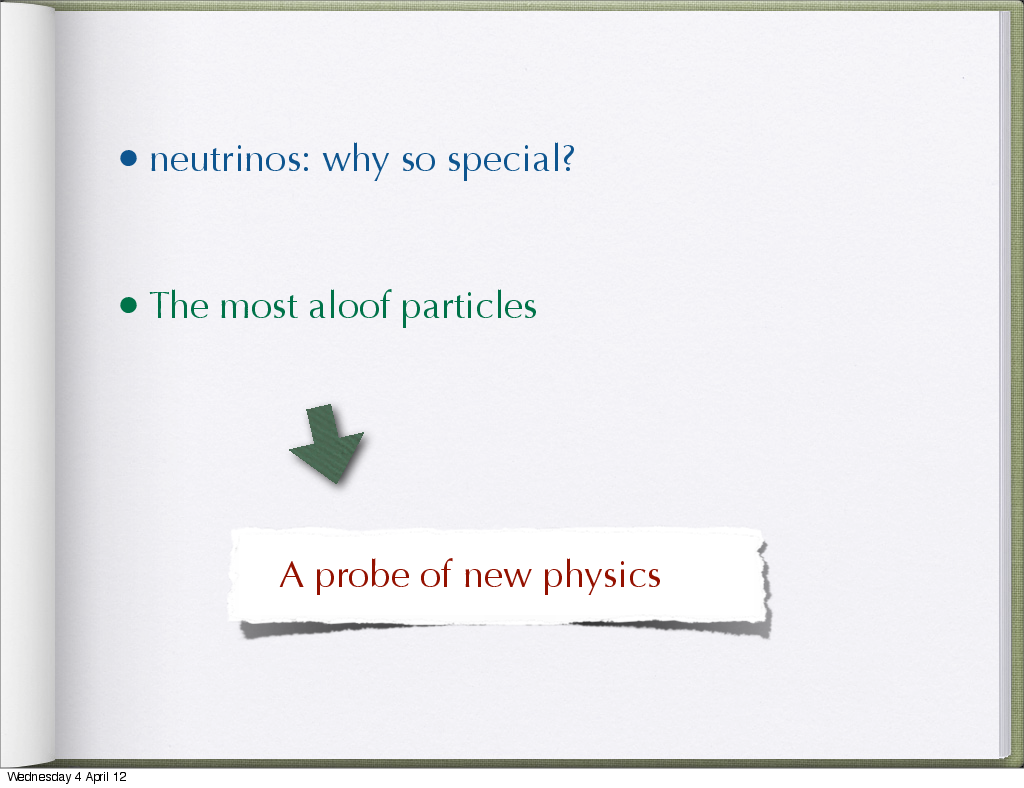 • neutrinos: why so special?
• The most aloof particles
A probe of new physics
Wednesday 4 April 12